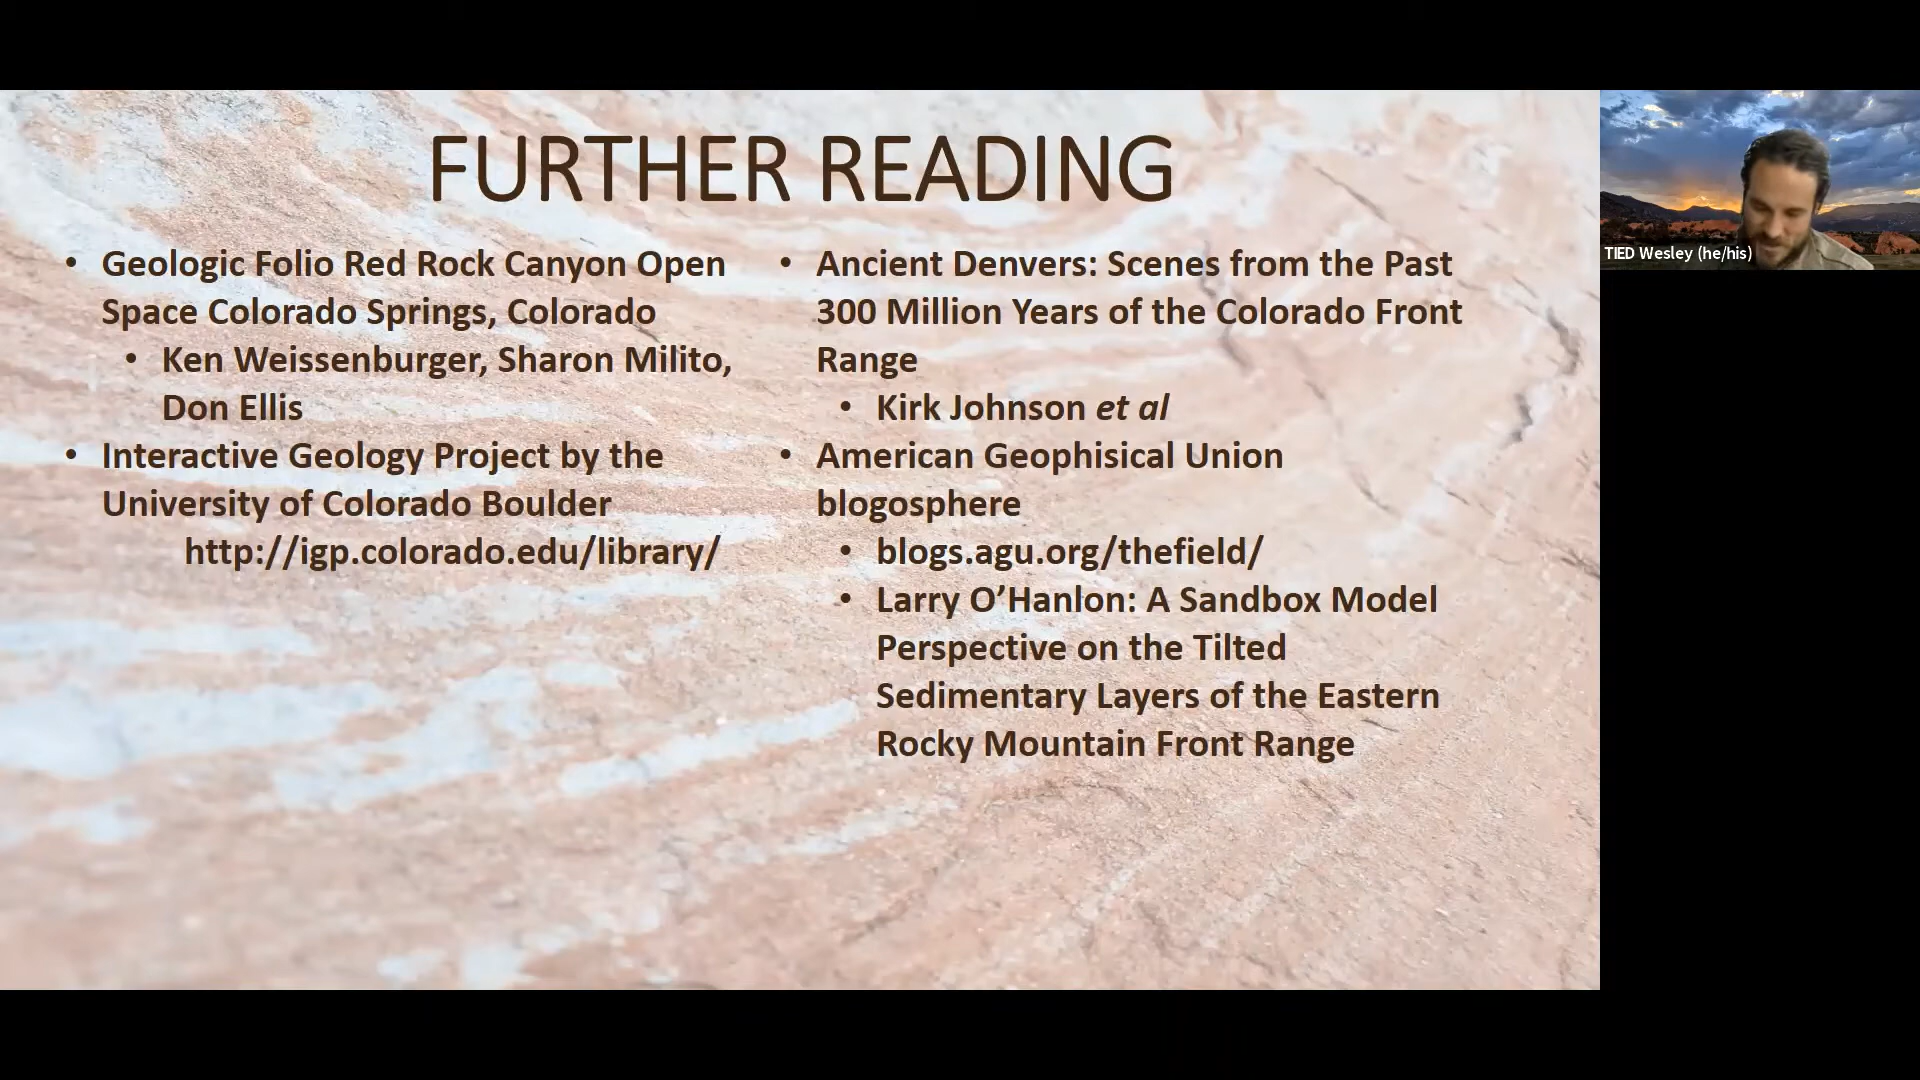 FURTHER READING
• Geologic Folio Red Rock Canyon Open
Space Colorado Springs, Colorado
• Ken Weissenburger, Sharon Milito,
Don Ellis
• Interactive Geology Project by the
University of Colorado Boulder
http://igp.colorado.edu/library/
• Ancient Denvers: Scenes from the Past
300 Million Years of the Colorado Front
Range
• Kirk Johnson et al
• American Geophisical Union
blogosphere
• blogs.agu.org/thefield/
• Larry O’Hanlon: A Sandbox Model
Perspective on the Tilted
Sedimentary Layers of the Eastern
Rocky Mountain Front Range
TIED Wesley (he/his)